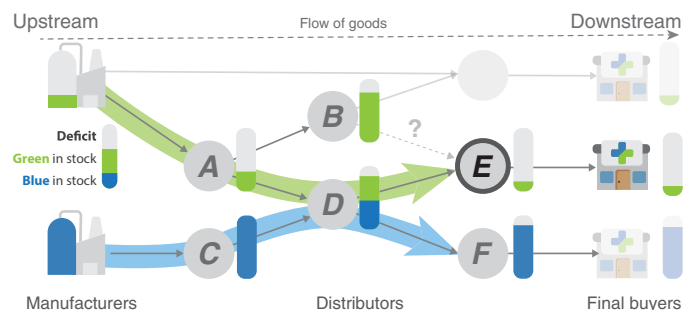 Upstream
Flow of goods
Downstream
B
?
Deficit
Green in stock
Blue in stock
A
E
D
C
F
Manufacturers
Distributors
Final buyers